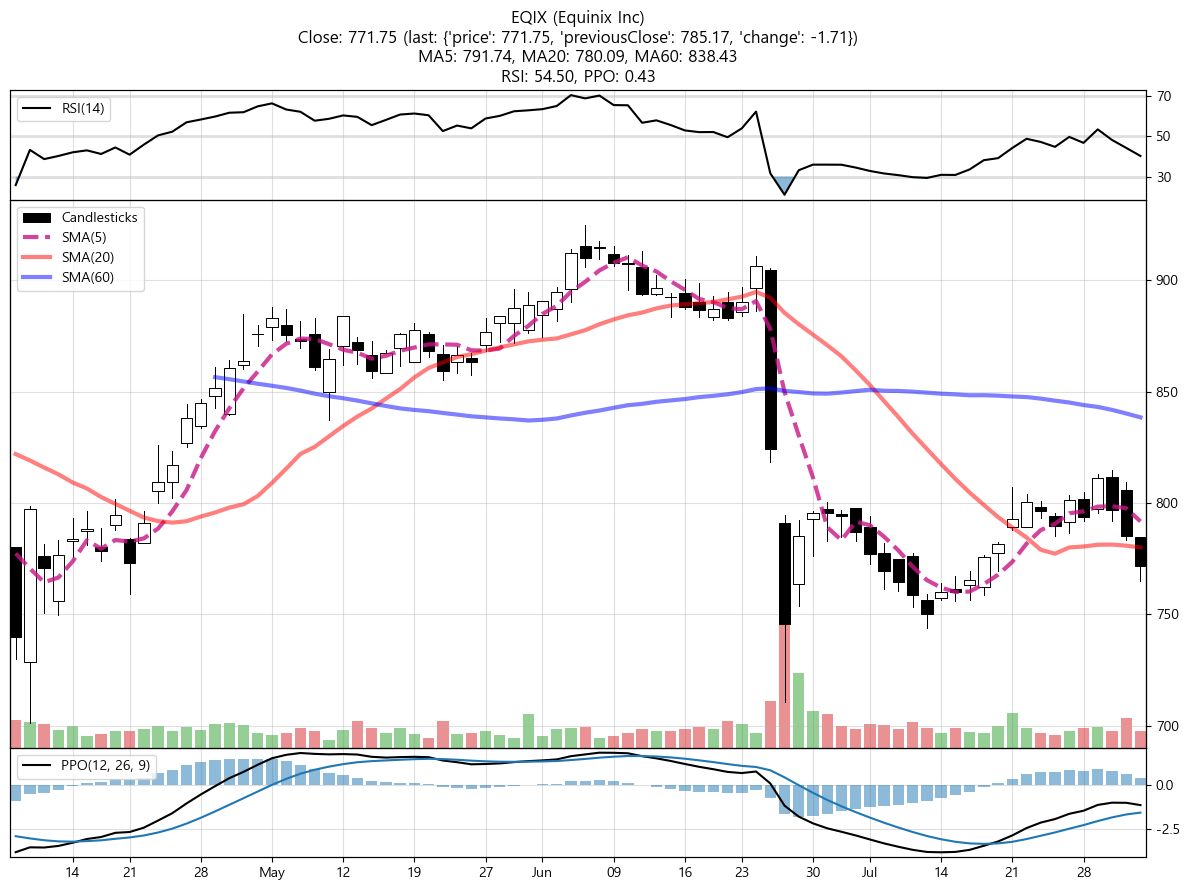 EQIX (Equinix Inc)
Close: 771.75 (last: {'price': 771.75, 'previousClose': 785.17, 'change': -1.71})
MA5: 791.74, MA20: 780.09, MA60: 838.43
RSI: 54.50, PPO: 0.43
RSI(14)
70
50
30
Candlesticks
SMA(5)
SMA(20)
SMA(60)
900
850
800
750
700
PPO(12, 26, 9)
0.0
−2.5
14 21 28 May 12 19 27 Jun 09 16 23 30 Jul 14 21 28